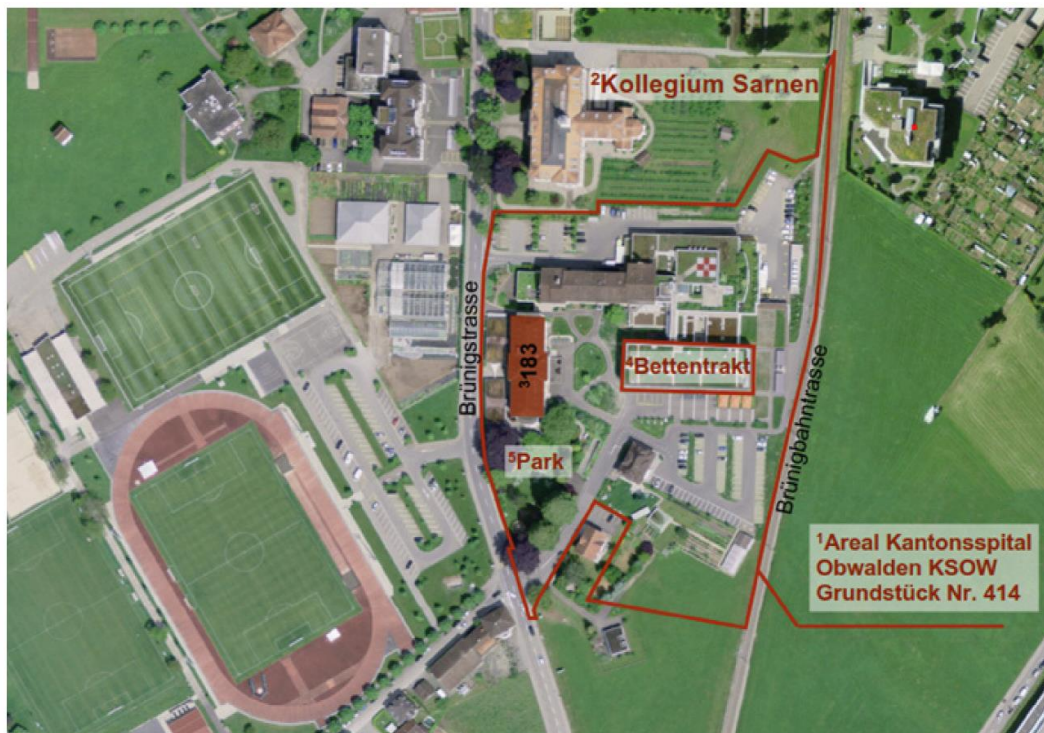 ²Kollegium Sarnen
Brünigstrasse
³183
⁴Bettentrakt
Brünigbahntrasse
⁵Park
¹Areal Kantonsspital
Obwalden KSOW
Grundstück Nr. 414